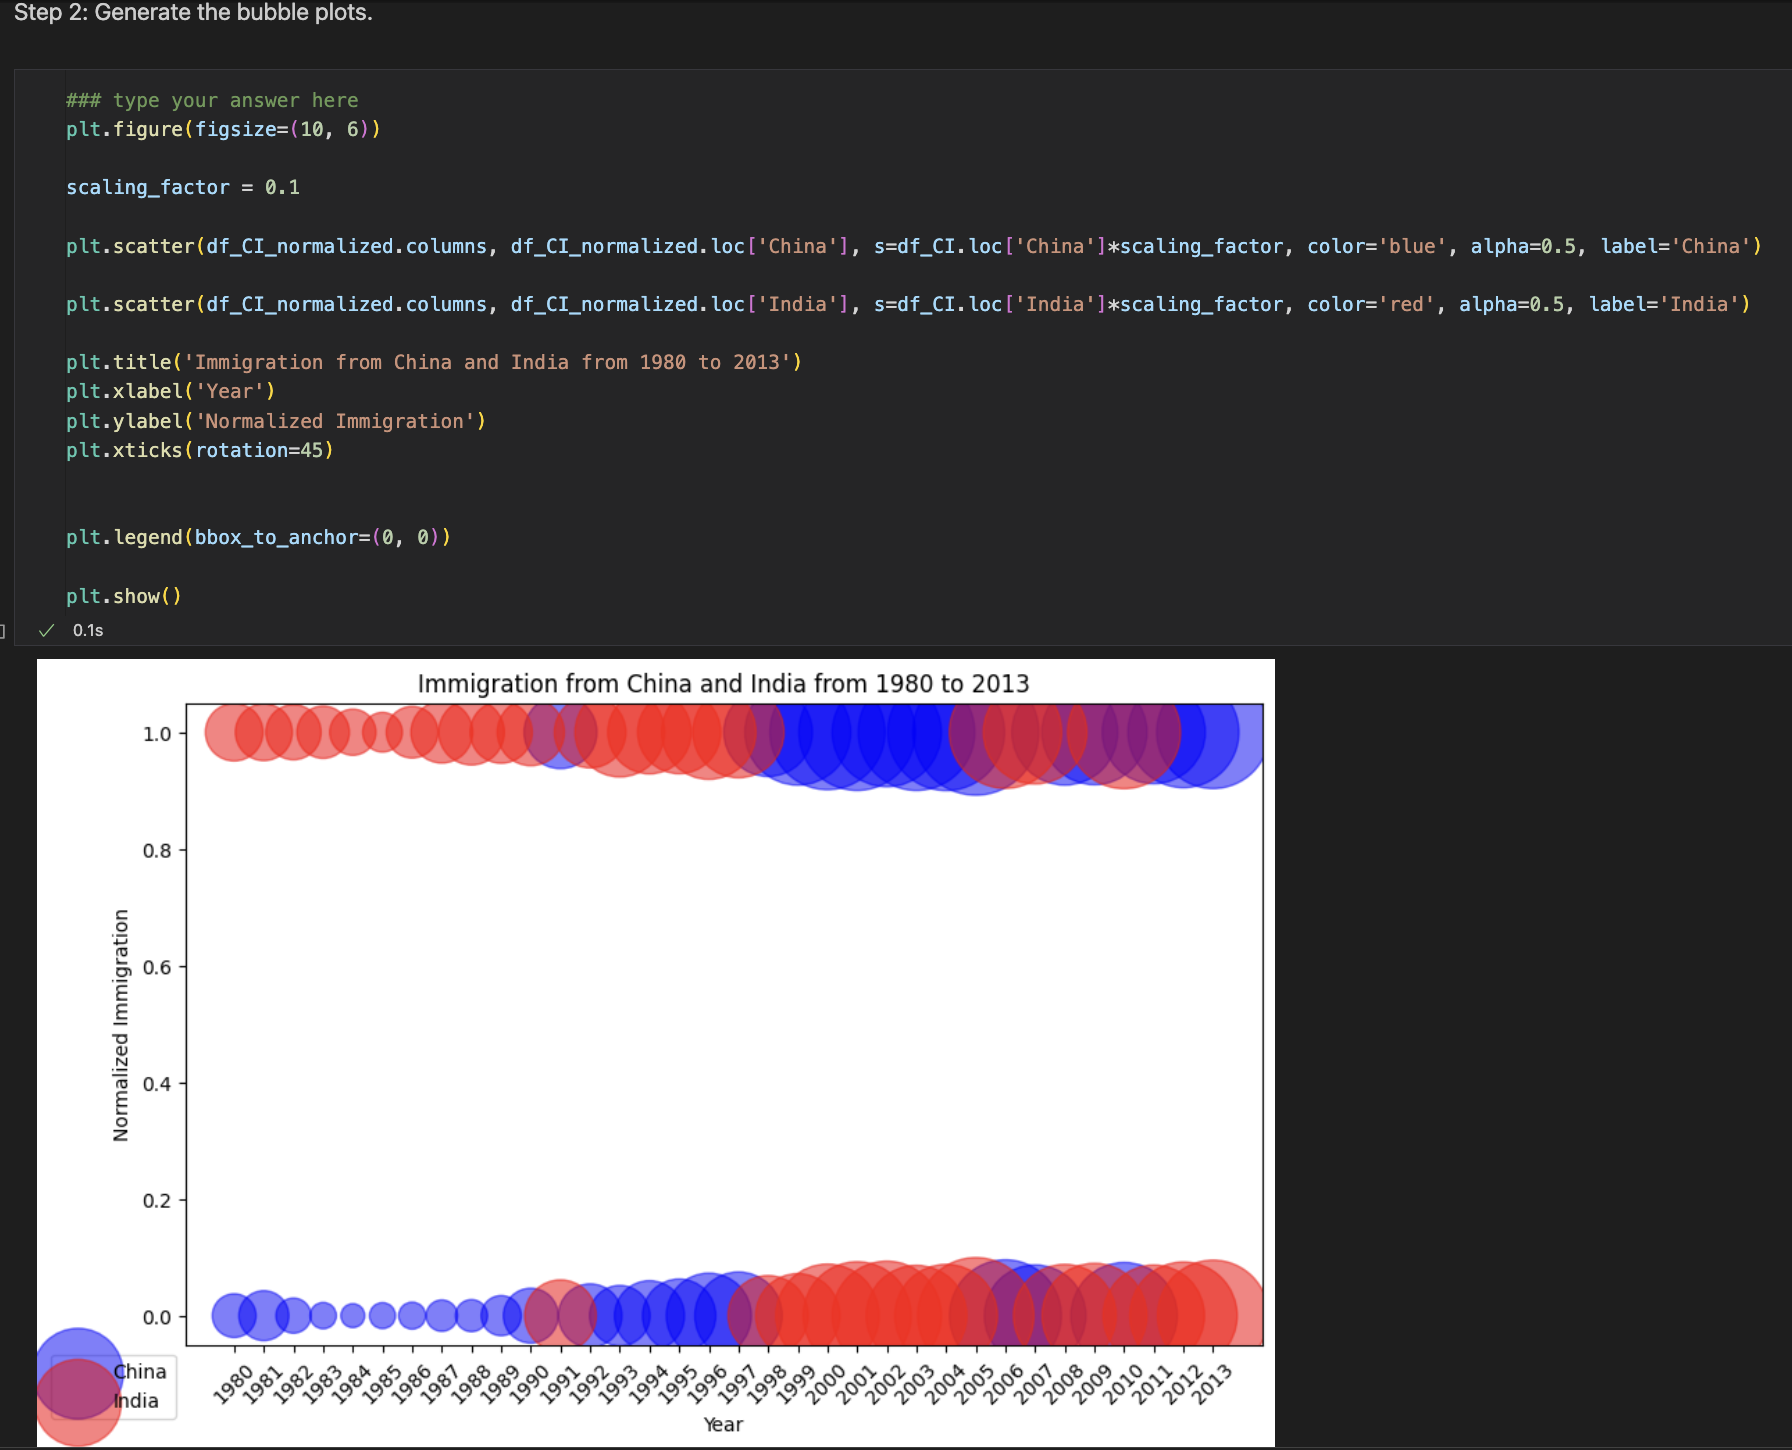 Step 2: Generate the bubble plots.
### type your answer here
plt.figure(figsize=(10, 6))
scaling_factor = 0.1
plt.scatter(df_CI_normalized.columns, df_CI_normalized.loc['China'], s=df_CI.loc['China']*scaling_factor, color='blue', alpha=0.5, label='China')
plt.scatter(df_CI_normalized.columns, df_CI_normalized.loc['India'], s=df_CI.loc['India']*scaling_factor, color='red', alpha=0.5, label='India')
plt.title('Immigration from China and India from 1980 to 2013')
plt.xlabel('Year')
plt.ylabel('Normalized Immigration')
plt.xticks(rotation=45)
plt.legend(bbox_to_anchor=(0, 0))
plt.show()
] ✓ 0.1s
Immigration from China and India from 1980 to 2013
Normalized Immigration
1.0
0.8
0.6
0.4
0.2
0.0
1980 1981 1982 1983 1984 1985 1986 1987 1988 1989 1990 1991 1992 1993 1994 1995 1996 1997 1998 1999 2000 2001 2002 2003 2004 2005 2006 2007 2008 2009 2010 2011 2012 2013
Year
China
India